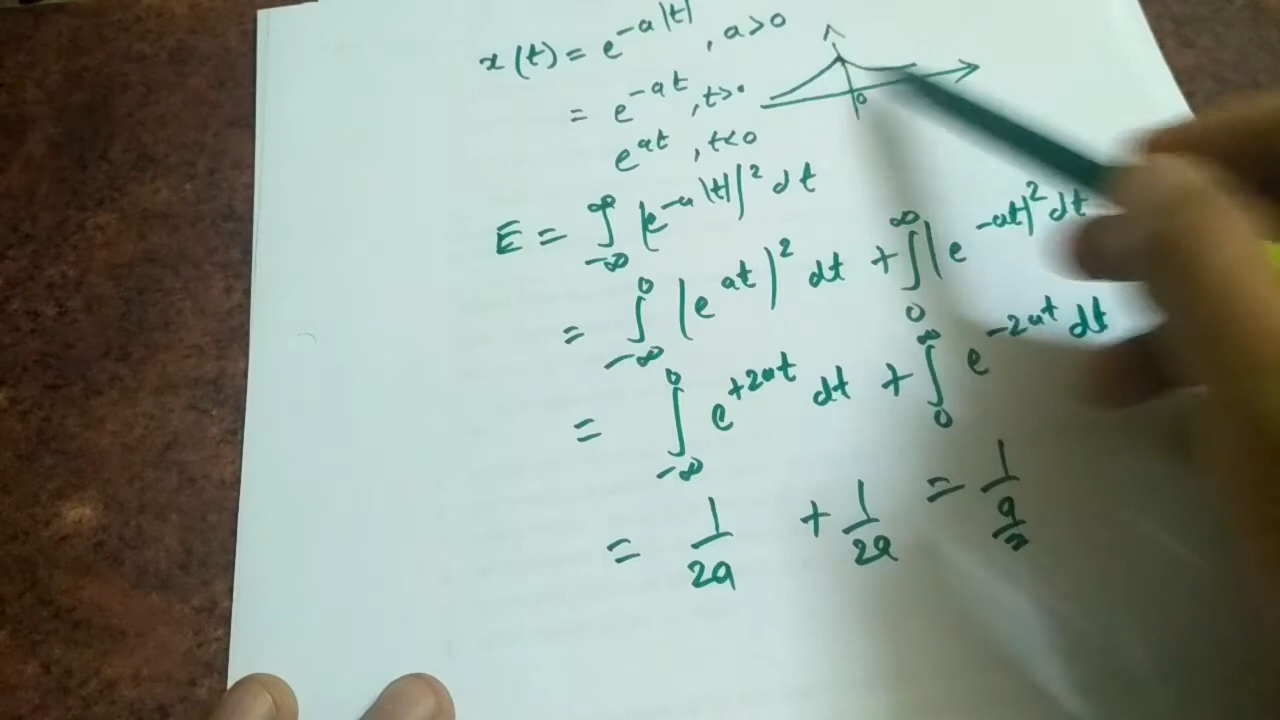 x(t) = e^{-a|t|}, a>0
= e^{-at}, t>0
e^{at}, t<0
0
E = ∫_{-∞}^{∞} |e^{-a|t|}|^2 dt
= ∫_{-∞}^{0} (e^{at})^2 dt + ∫_{0}^{∞} |e^{-at}|^2 dt
= ∫_{-∞}^{0} e^{+2at} dt + ∫_{0}^{∞} e^{-2at} dt
= 1/2a + 1/2a = 1/a